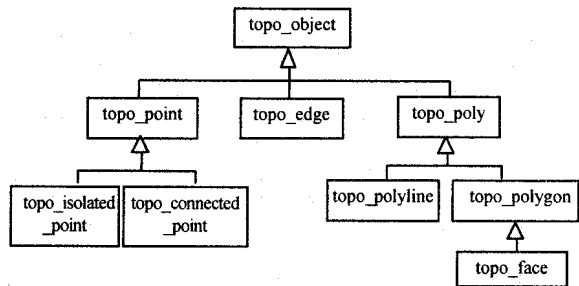 topo_object
topo_point
topo_edge
topo_poly
topo_isolated
_point
topo_connected
_point
topo_polyline
topo_polygon
topo_face